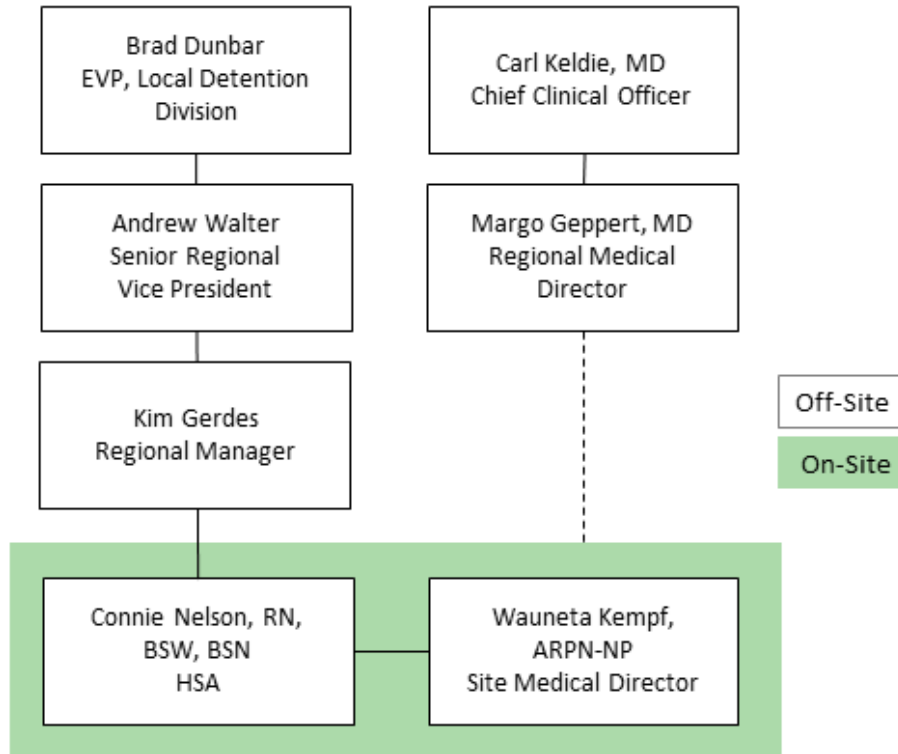 Brad Dunbar
EVP, Local Detention
Division
Carl Keldie, MD
Chief Clinical Officer
Andrew Walter
Senior Regional
Vice President
Margo Geppert, MD
Regional Medical
Director
Kim Gerdes
Regional Manager
Off-Site
On-Site
Connie Nelson, RN,
BSW, BSN
HSA
Wauneta Kempf,
ARPN-NP
Site Medical Director